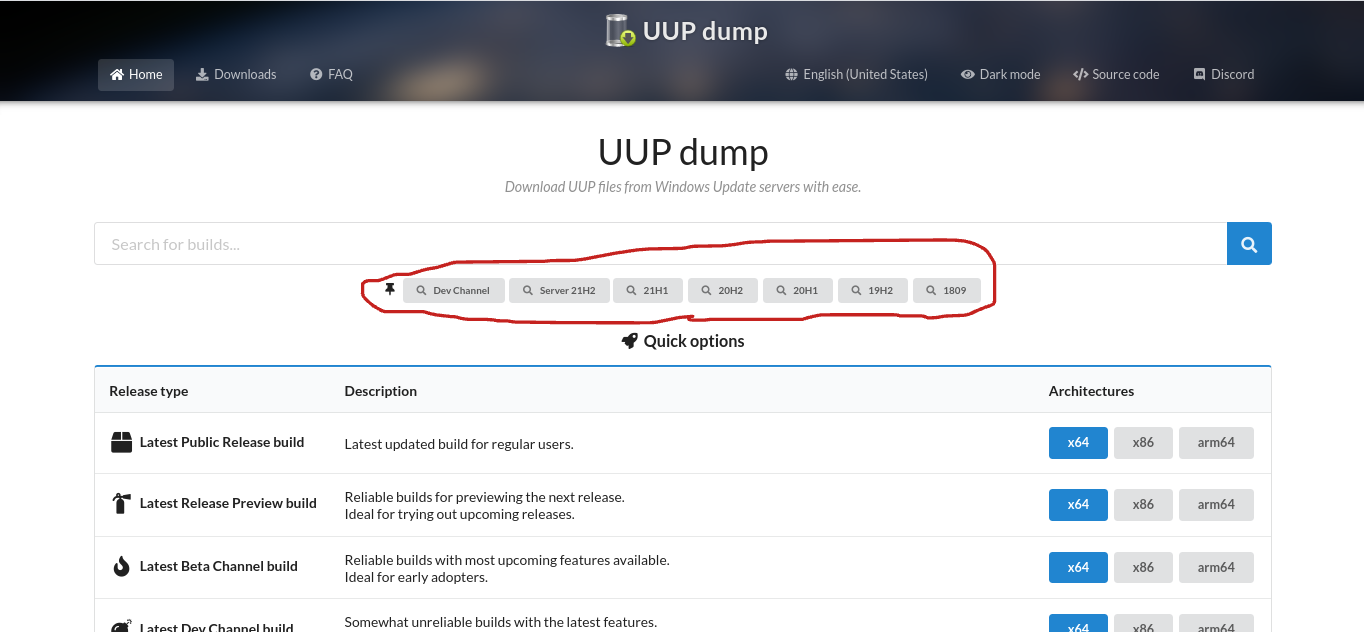 UUP dump
Home Downloads FAQ English (United States) Dark mode Source code Discord
UUP dump
Download UUP files from Windows Update servers with ease.
Search for builds...
Dev Channel Server 21H2 21H1 20H2 20H1 19H2 1809
Quick options
Release type Description Architectures
Latest Public Release build Latest updated build for regular users. x64 x86 arm64
Latest Release Preview build Reliable builds for previewing the next release.
Ideal for trying out upcoming releases. x64 x86 arm64
Latest Beta Channel build Reliable builds with most upcoming features available.
Ideal for early adopters. x64 x86 arm64
Latest Dev Channel build Somewhat unreliable builds with the latest features. x64 x86 arm64